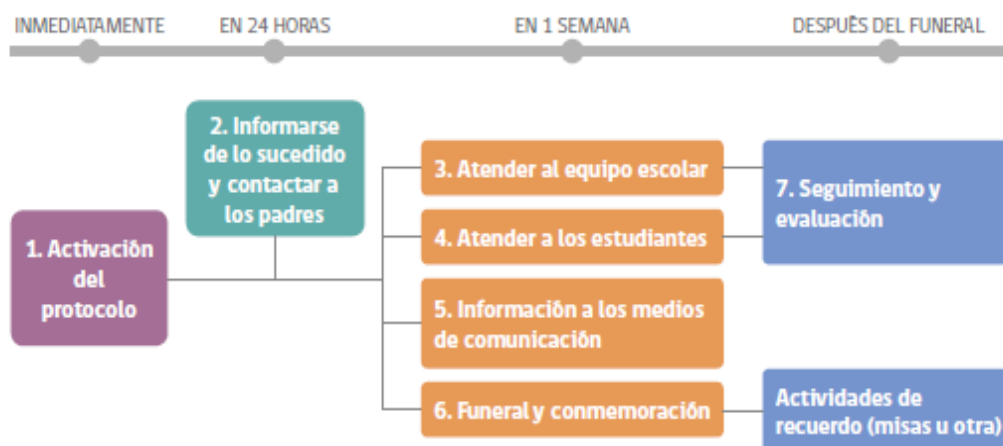 INMEDIATAMENTE
EN 24 HORAS
EN 1 SEMANA
DESPUÉS DEL FUNERAL
1. Activación
del
protocolo
2. Informarse
de lo sucedido
y contactar a
los padres
3. Atender al equipo escolar
4. Atender a los estudiantes
5. Información a los medios
de comunicación
6. Funeral y conmemoración
7. Seguimiento y
evaluación
Actividades de
recuerdo (misas u otra)